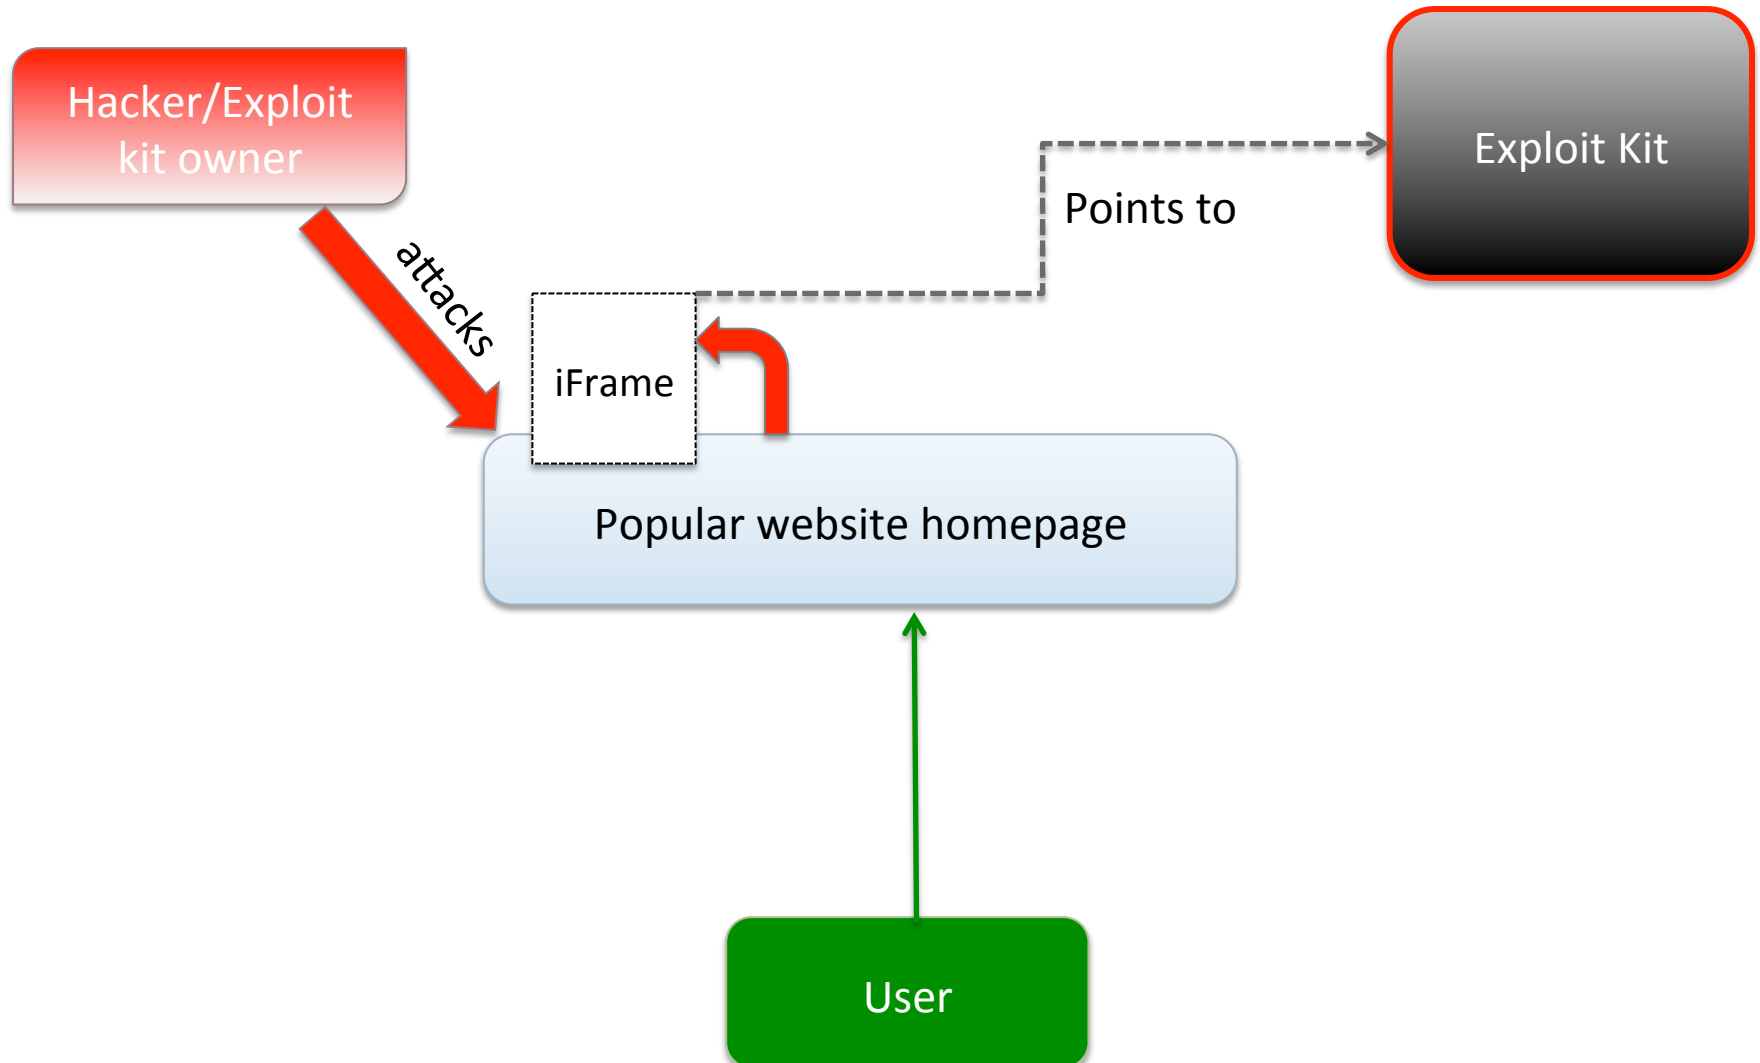 Hacker/Exploit
kit owner
Exploit Kit
Points to
attacks
iFrame
Popular website homepage
User